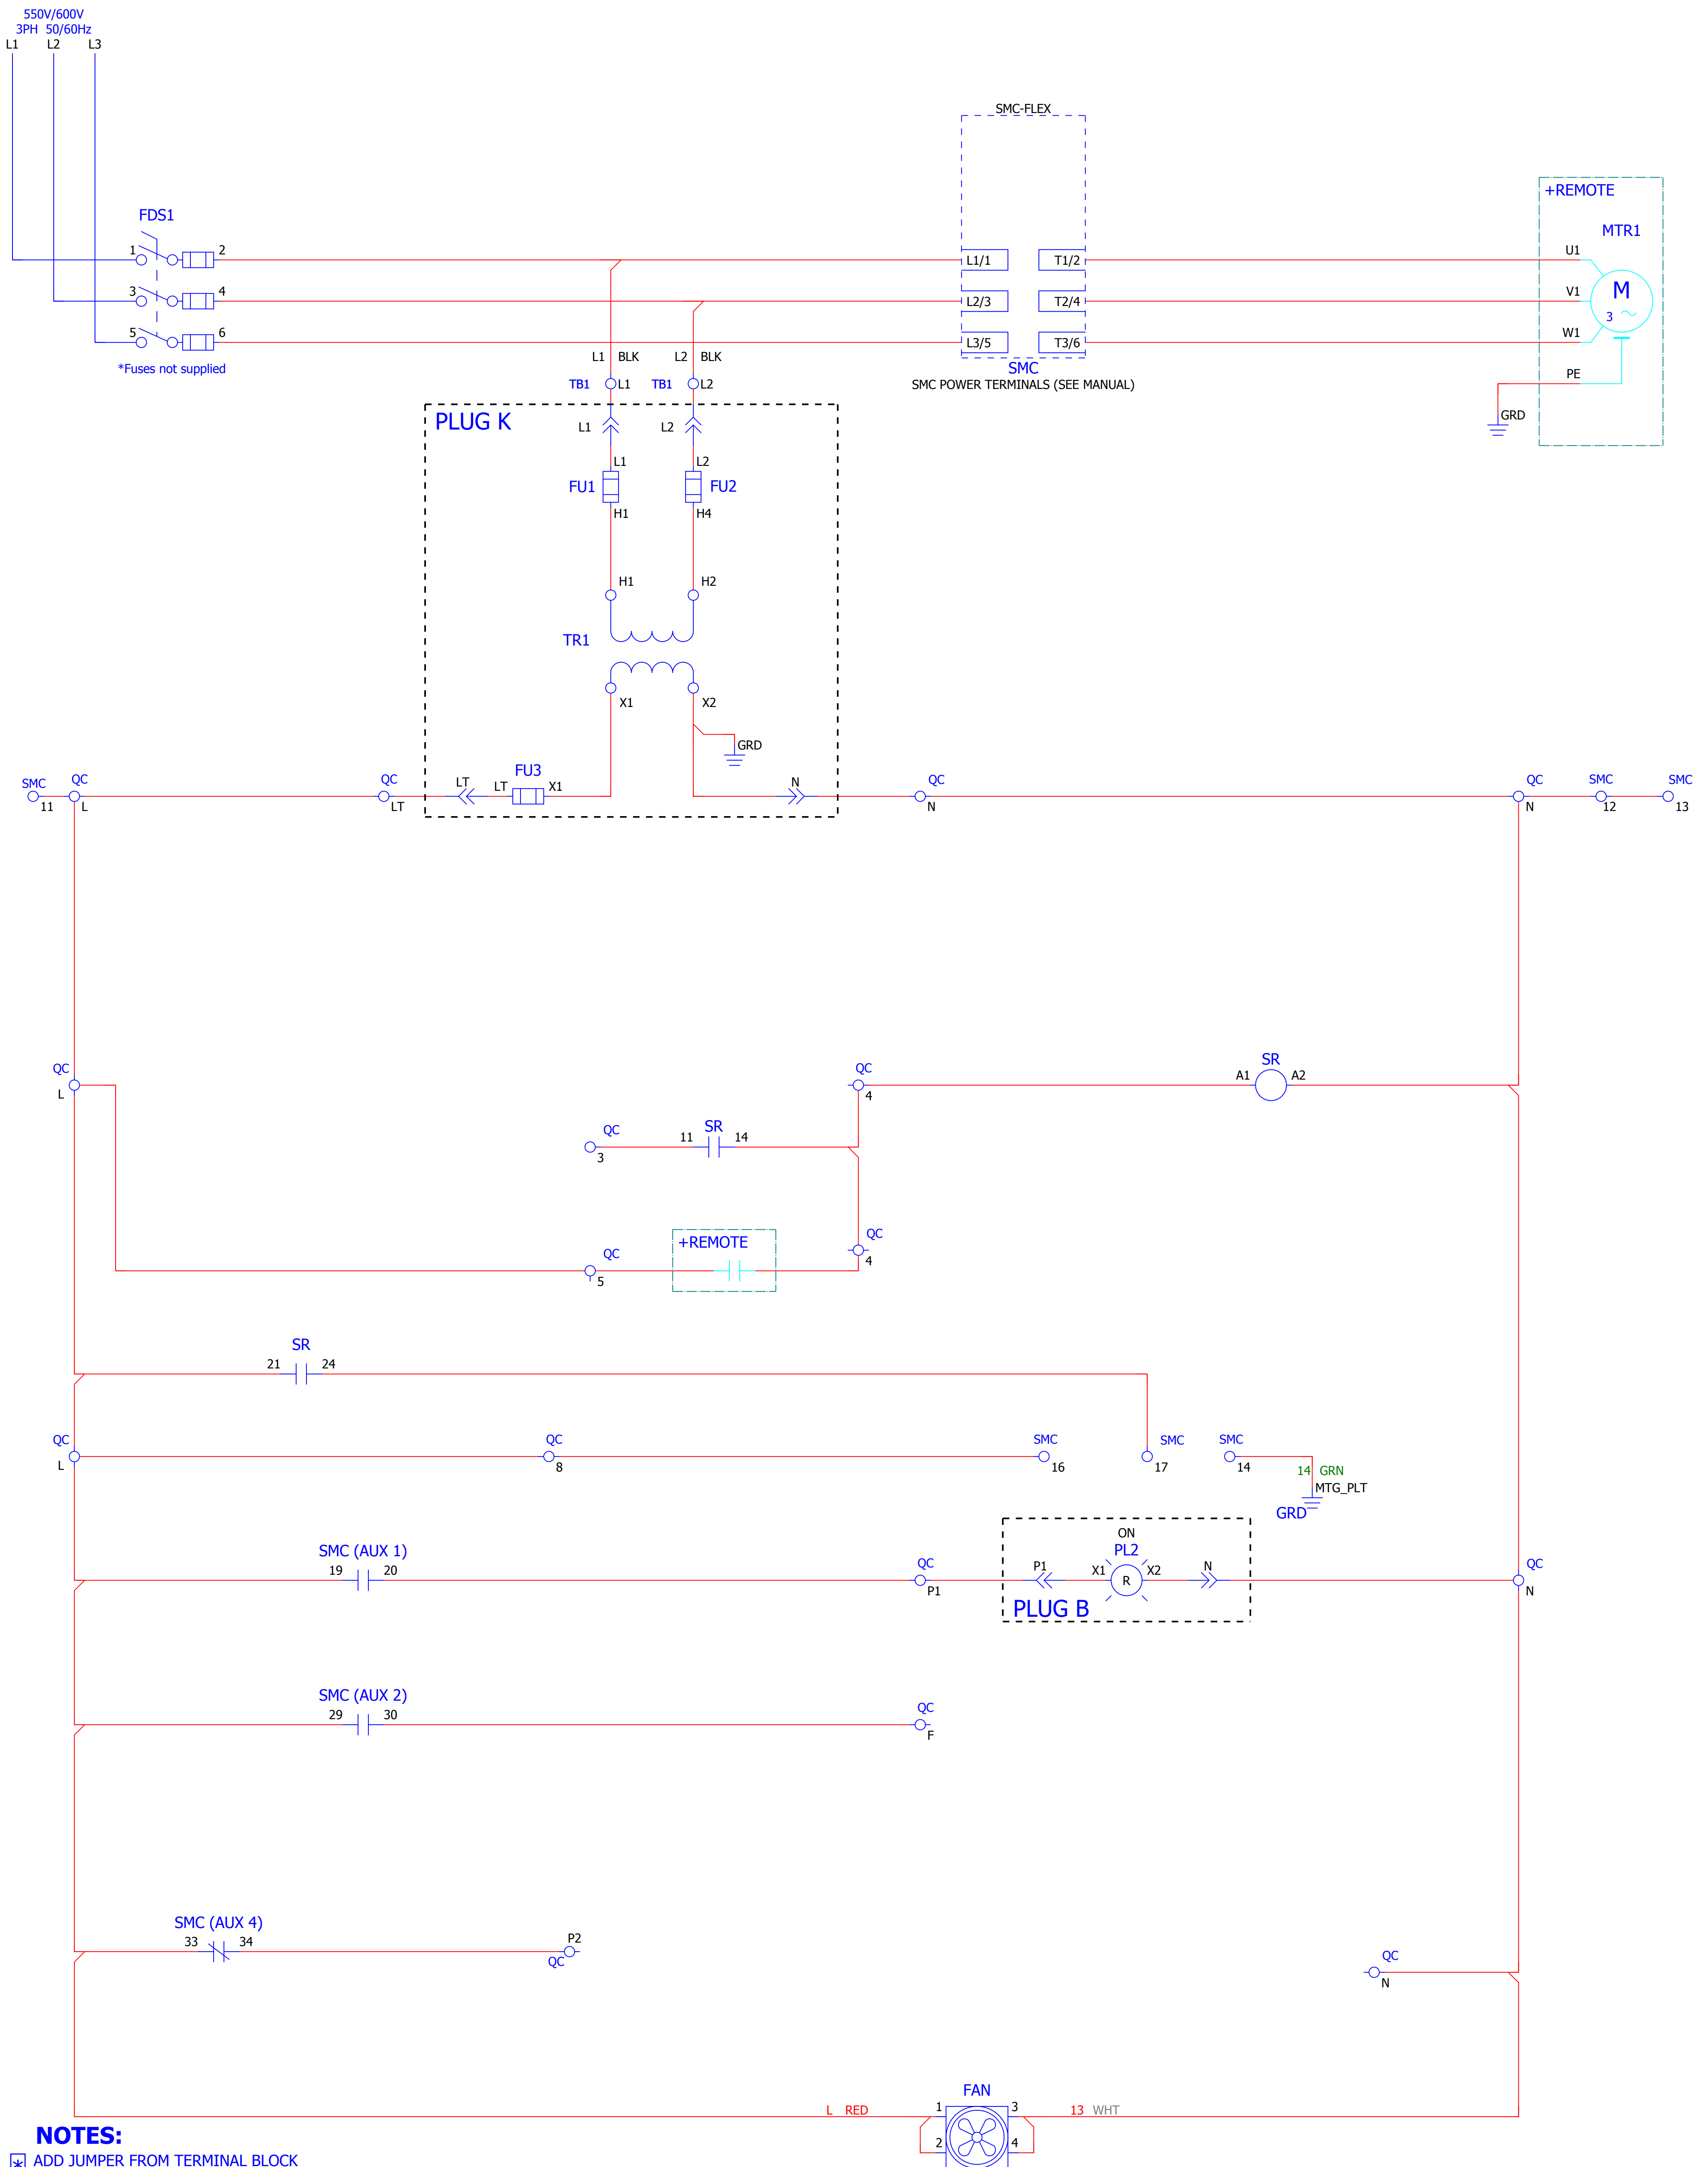 550V/600V
3PH 50/60Hz
L1 L2 L3
SMC-FLEX
+REMOTE
FDS1
MTR1
1 2 L1/1 T1/2 U1
3 4 L2/3 T2/4 V1
M
3
5 6 L3/5 T3/6 W1
*Fuses not supplied
L1 BLK L2 BLK
SMC
PE
TB1 L1 TB1 L2
SMC POWER TERMINALS (SEE MANUAL)
GRD
PLUG K
L1 L2
L1 L2
FU1 FU2
H1 H4
H1 H2
TR1
X1 X2
GRD
FU3
SMC QC QC LT LT X1 N QC QC SMC SMC
11 L LT N N 12 13
QC QC SR
L 4 A1 A2
QC SR
3 11 14
QC +REMOTE QC
5 4
SR
21 24
QC QC SMC SMC SMC
L 8 16 17 14
14 GRN
MTG_PLT
GRD
ON
SMC (AUX 1) PL2
19 20 QC P1 X1 X2 N QC
R
P1 N
PLUG B
SMC (AUX 2)
29 30 QC
F
SMC (AUX 4)
33 34 P2
QC
QC
N
FAN
L RED 1 3 13 WHT
2 4
NOTES:
* ADD JUMPER FROM TERMINAL BLOCK